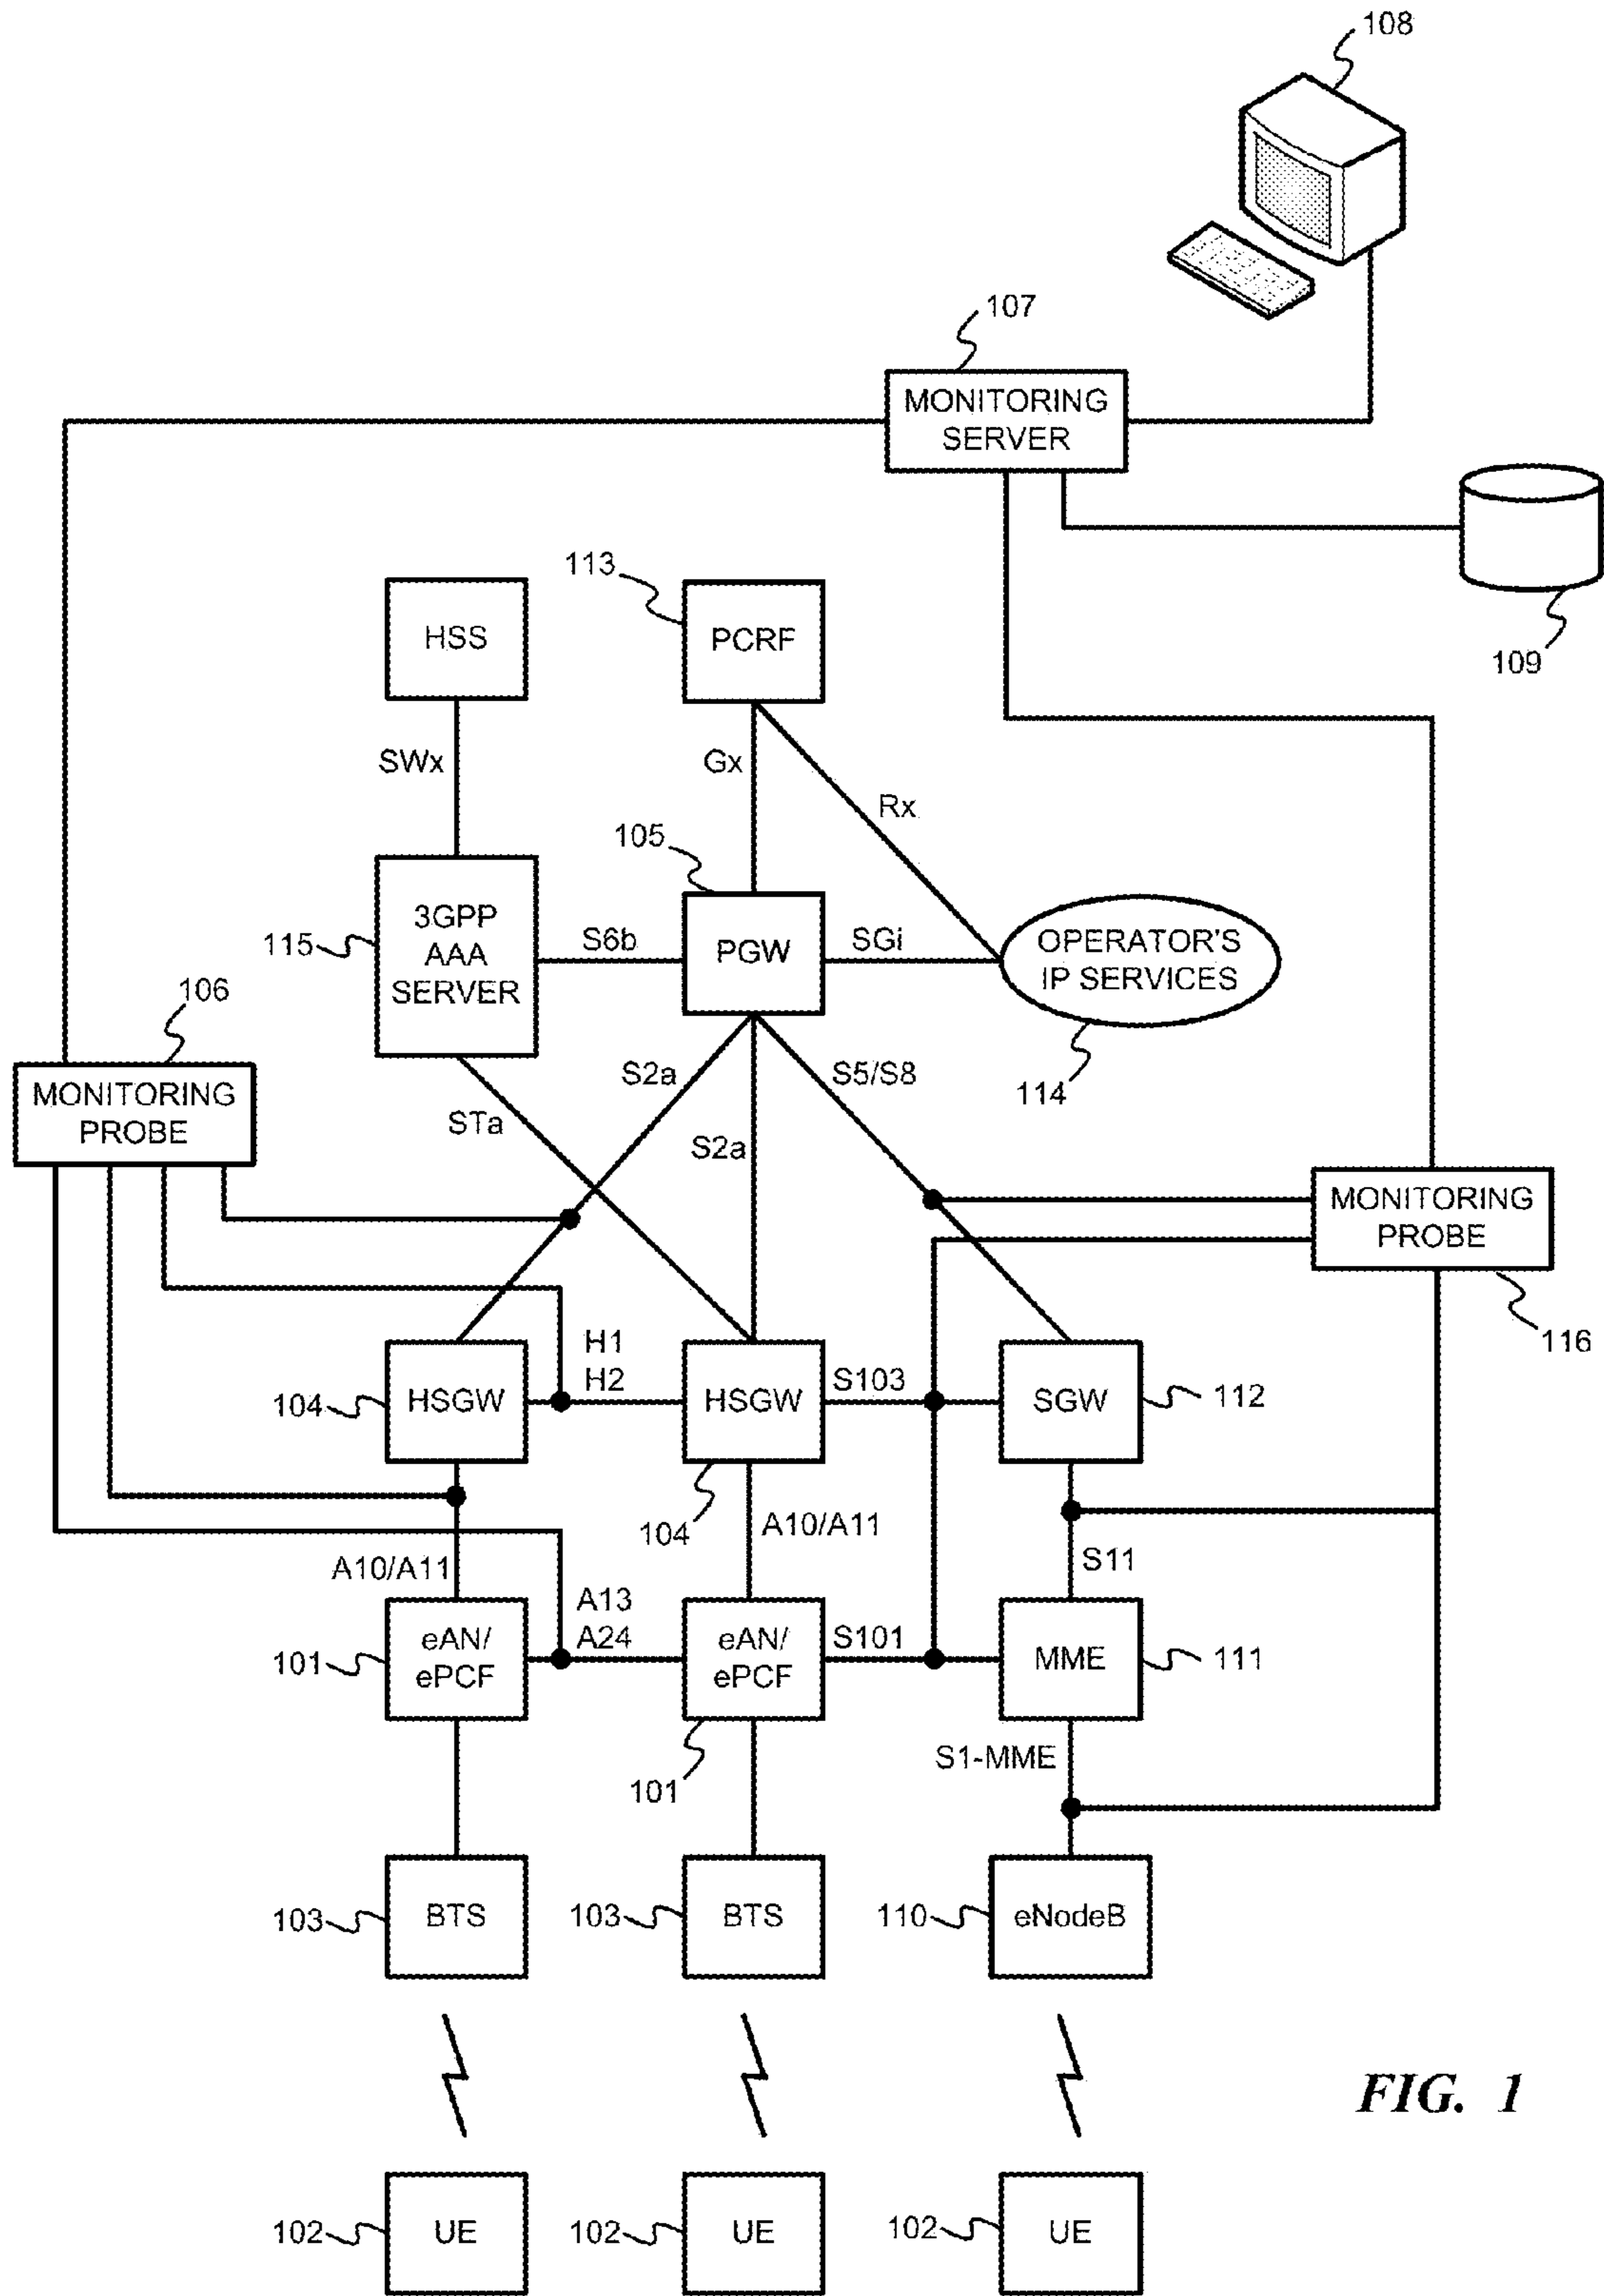 108
107
MONITORING
SERVER
109
113
HSS
PCRF
SWx
Gx
Rx
105
115
3GPP
AAA
SERVER
S6b
PGW
SGi
OPERATOR'S
IP SERVICES
114
106
MONITORING
PROBE
S2a
S5/S8
STa
S2a
MONITORING
PROBE
116
H1
H2
104
HSGW
HSGW
S103
SGW
112
104
A10/A11
A10/A11
S11
A13
A24
101
eAN/
ePCF
eAN/
ePCF
S101
MME
111
101
S1-MME
103
BTS
103
BTS
110
eNodeB
FIG. 1
102
UE
102
UE
102
UE